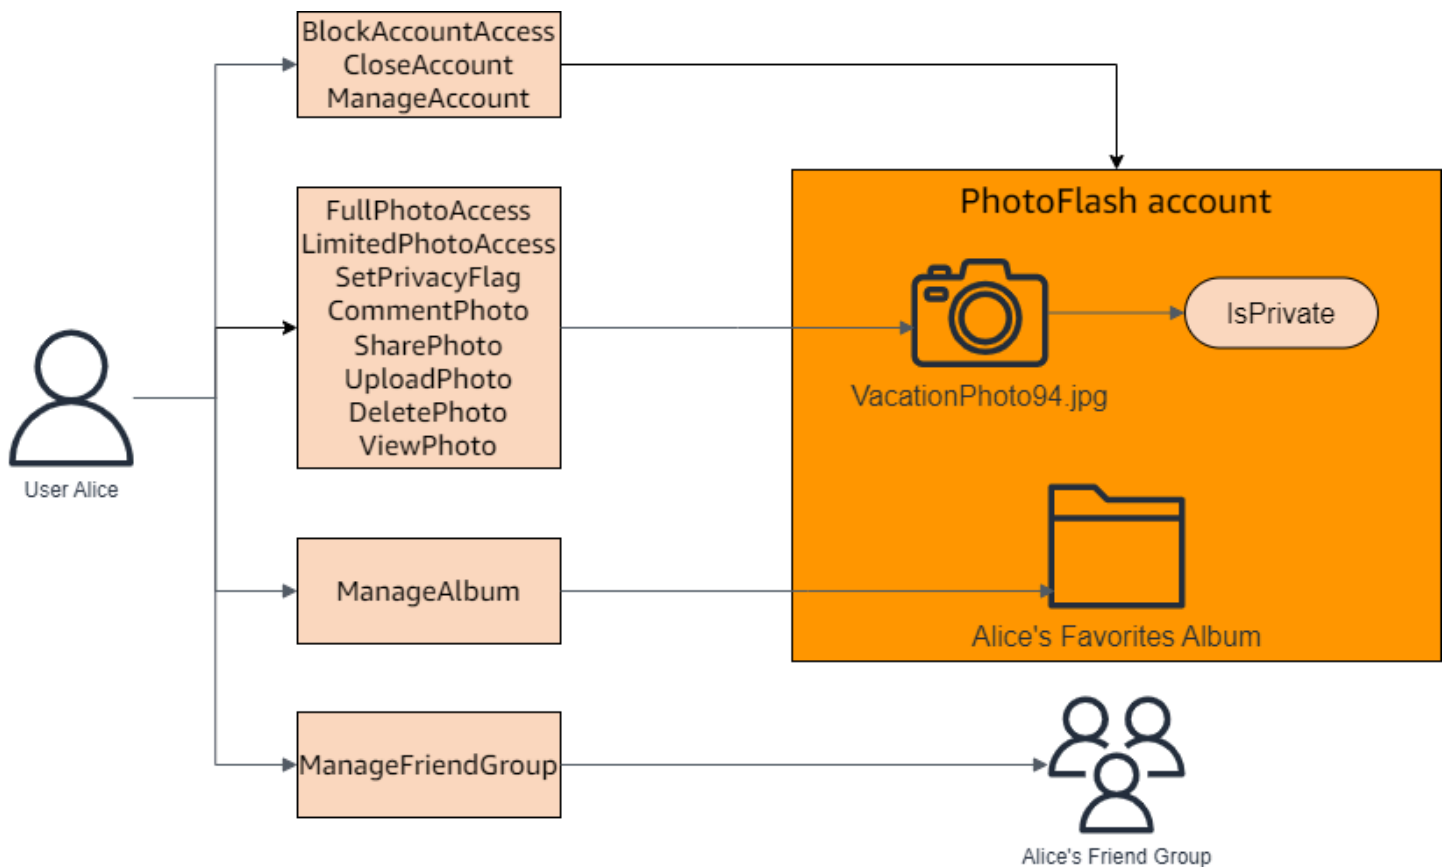 BlockAccountAccess
CloseAccount
ManageAccount
PhotoFlash account
FullPhotoAccess
LimitedPhotoAccess
SetPrivacyFlag
CommentPhoto
SharePhoto
UploadPhoto
DeletePhoto
ViewPhoto
IsPrivate
VacationPhoto94.jpg
User Alice
ManageAlbum
Alice's Favorites Album
ManageFriendGroup
Alice's Friend Group